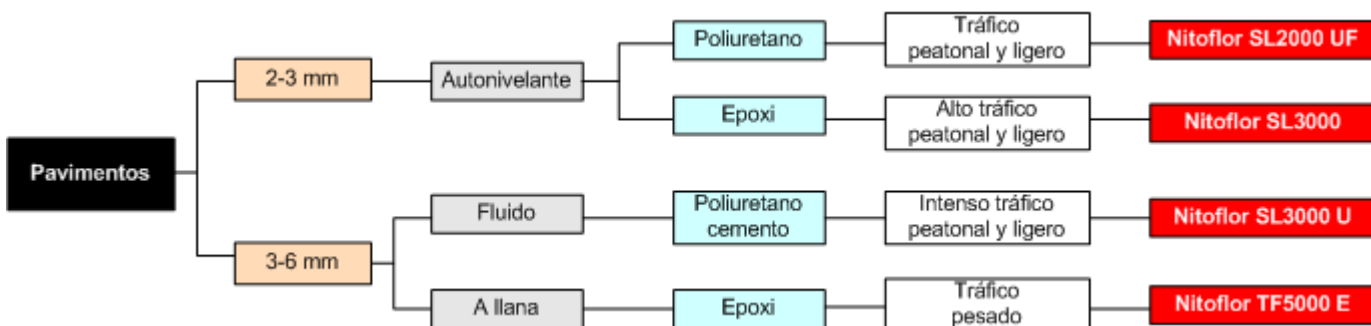 Poliuretano
Tráfico
peatonal y ligero
Nitoflor SL2000 UF
2-3 mm
Autonivelante
Epoxi
Alto tráfico
peatonal y ligero
Nitoflor SL3000
Pavimentos
Fluido
Poliuretano
cemento
Intenso tráfico
peatonal y ligero
Nitoflor SL3000 U
3-6 mm
A llana
Epoxi
Tráfico
pesado
Nitoflor TF5000 E